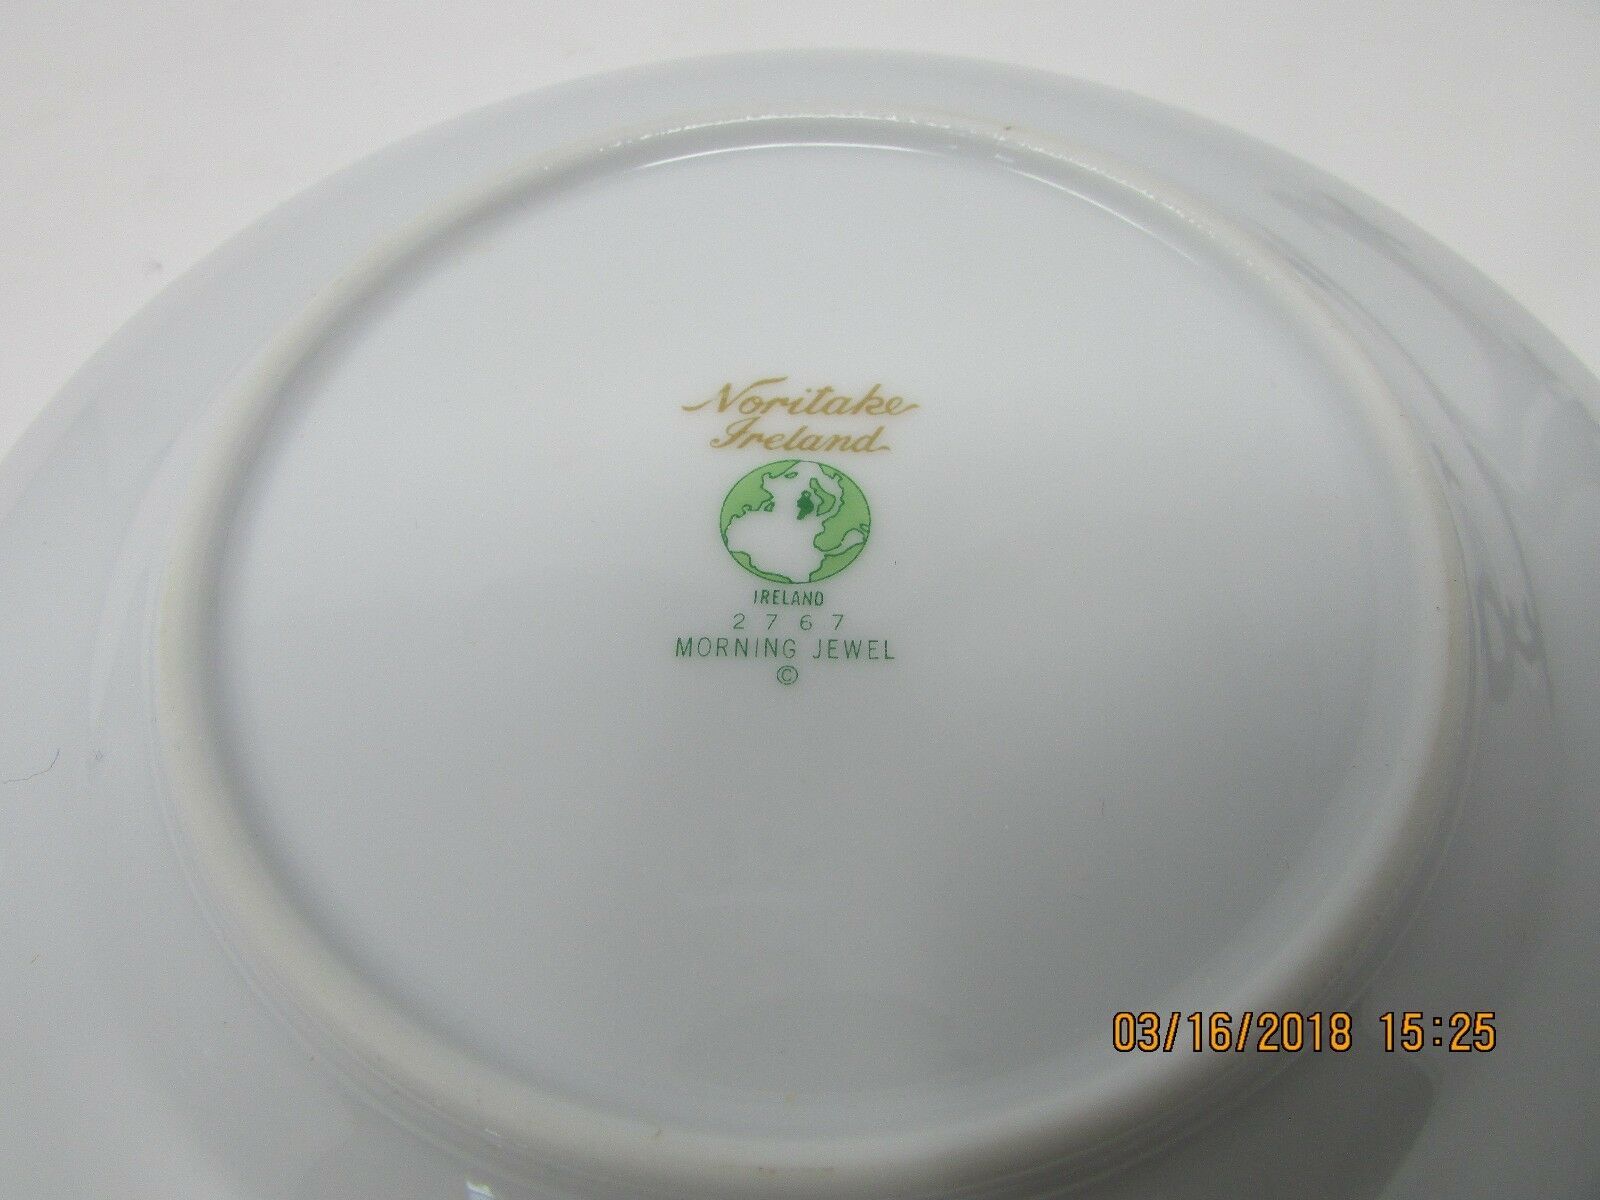 Noritake
Ireland
IRELAND
2767
MORNING JEWEL
©
03/16/2018 15:25